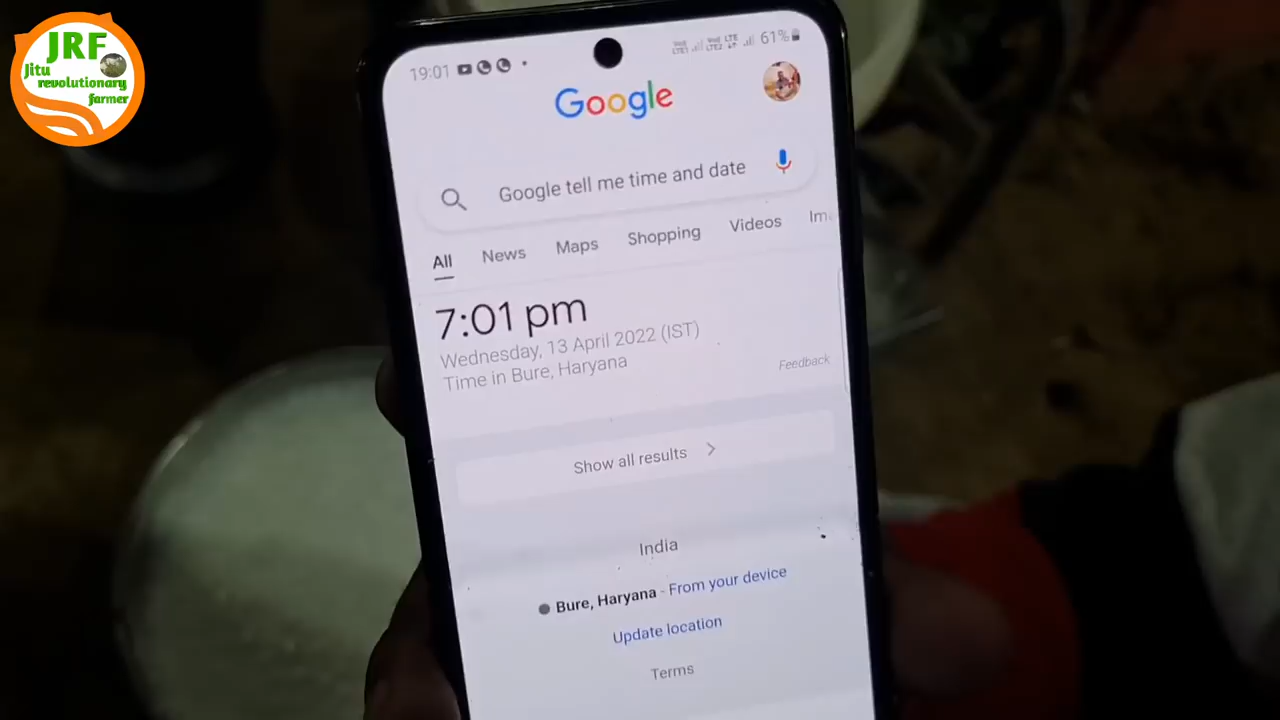 JRF
Jitu
revolutionary
farmer
19:01
61%
Google
Google tell me time and date
All News Maps Shopping Videos Im
7:01 pm
Wednesday, 13 April 2022 (IST)
Time in Bure, Haryana
Feedback
Show all results
India
Bure, Haryana - From your device
Update location
Terms